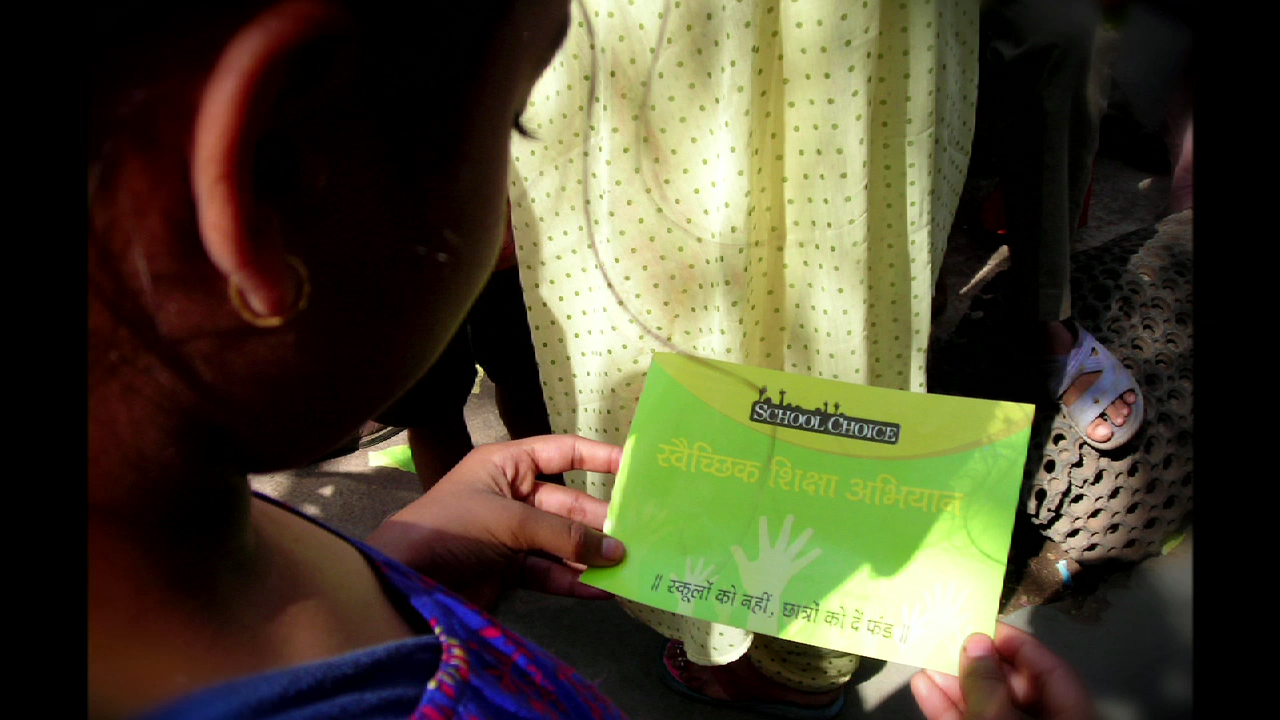 SCHOOL CHOICE
स्वैच्छिक शिक्षा अभियान
॥ स्कूलों को नहीं, छात्रों को दें फंड ॥